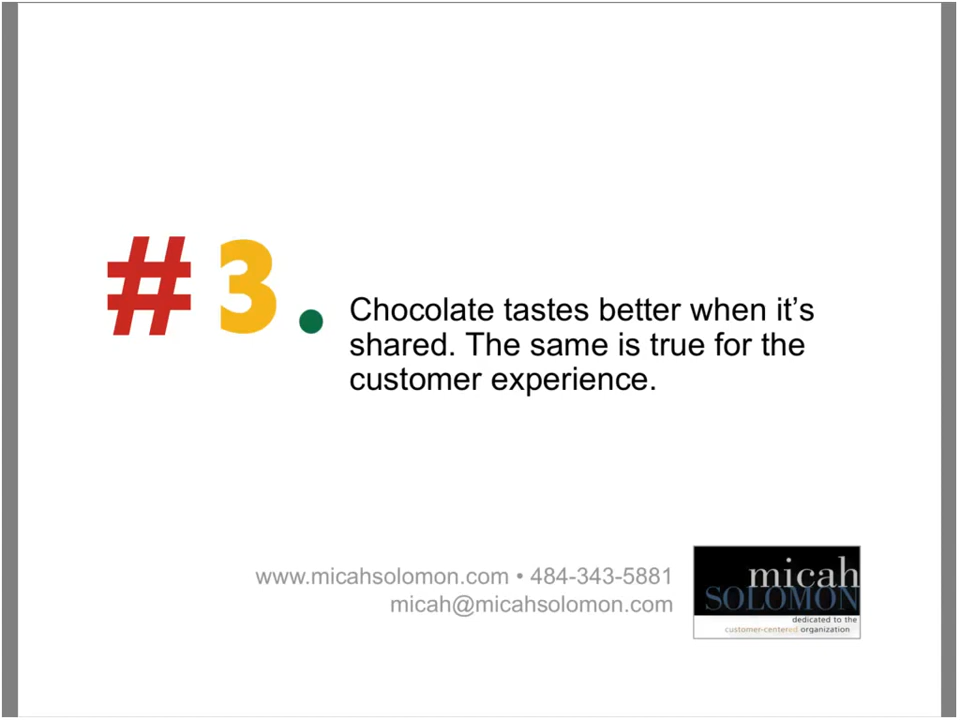 #3.
Chocolate tastes better when it’s
shared. The same is true for the
customer experience.
www.micahsolomon.com • 484-343-5881
micah@micahsolomon.com
micah
SOLOMON
dedicated to the
customer-centered organization